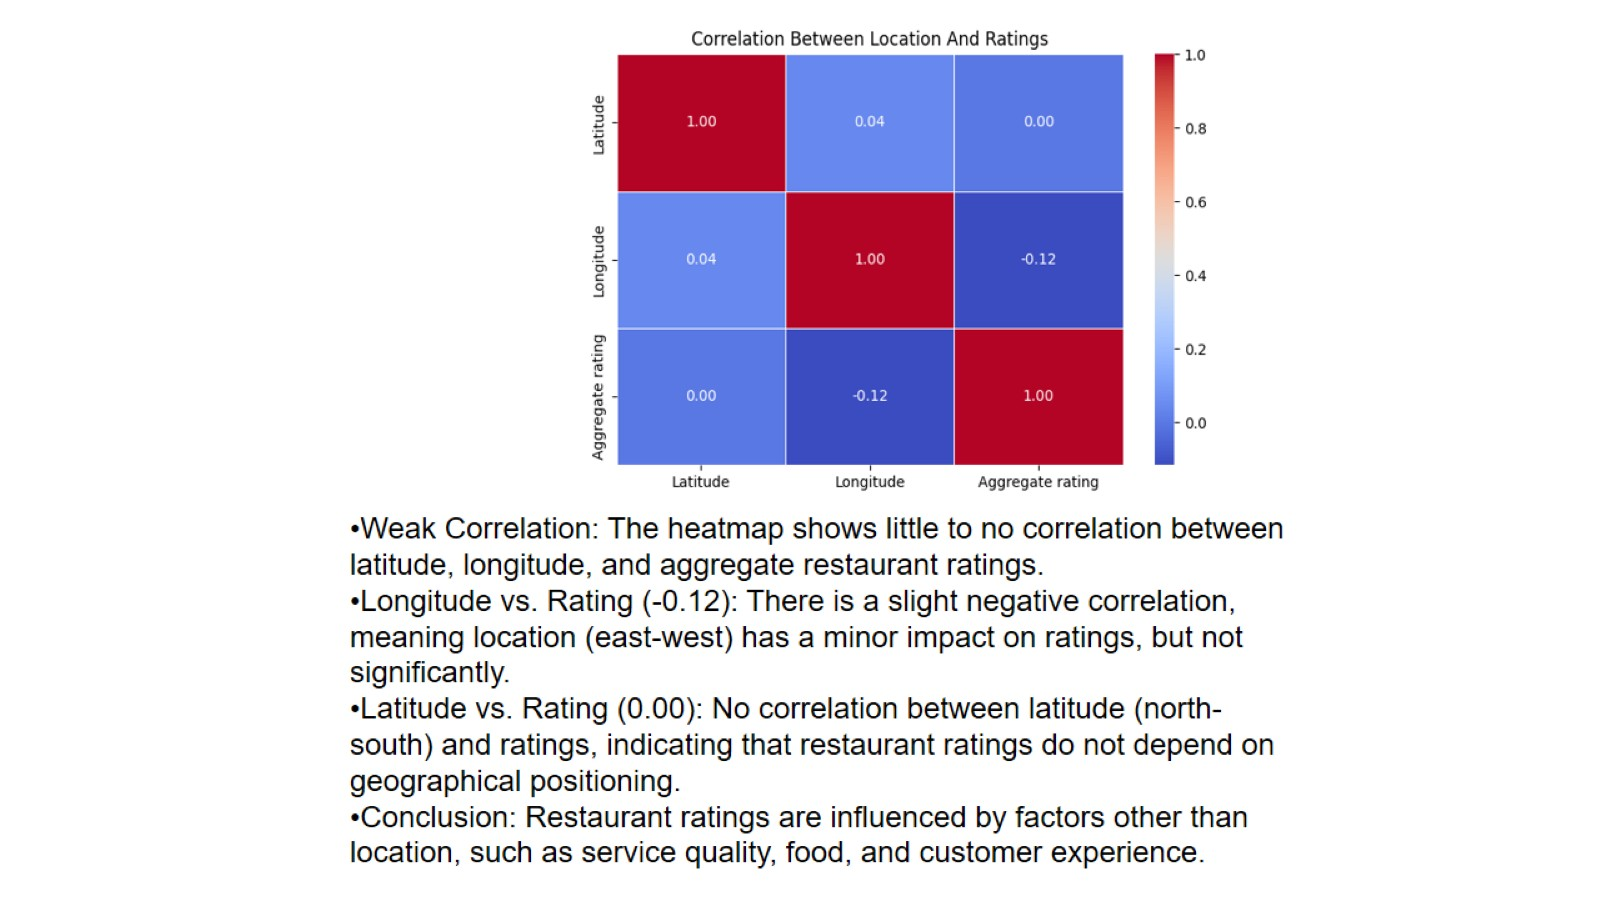 Correlation Between Location And Ratings
1.0
Latitude
1.00
0.04
0.00
0.8
0.6
Longitude
0.04
1.00
-0.12
0.4
0.2
Aggregate rating
0.00
-0.12
1.00
0.0
Latitude
Longitude
Aggregate rating
•Weak Correlation: The heatmap shows little to no correlation between
latitude, longitude, and aggregate restaurant ratings.
•Longitude vs. Rating (-0.12): There is a slight negative correlation,
meaning location (east-west) has a minor impact on ratings, but not
significantly.
•Latitude vs. Rating (0.00): No correlation between latitude (north-
south) and ratings, indicating that restaurant ratings do not depend on
geographical positioning.
•Conclusion: Restaurant ratings are influenced by factors other than
location, such as service quality, food, and customer experience.